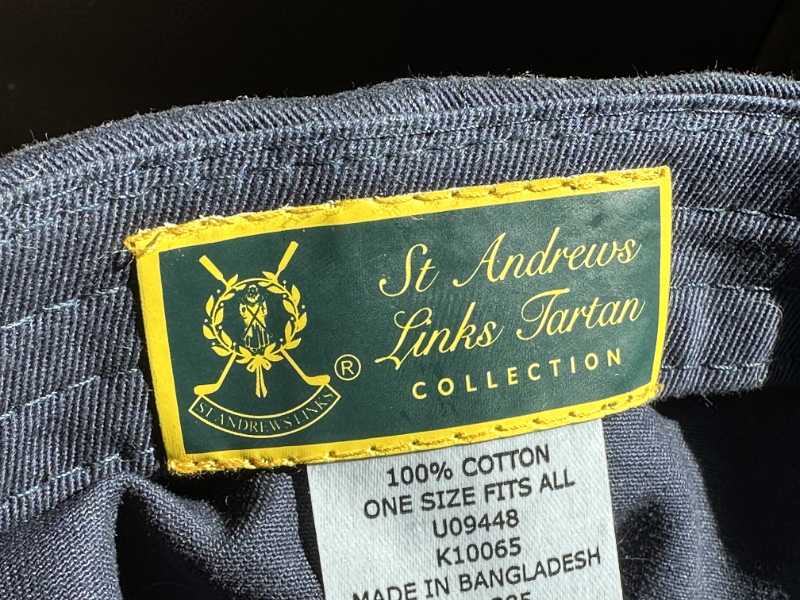 St Andrews
Links Tartan
COLLECTION
®
ST ANDREWS LINKS
100% COTTON
ONE SIZE FITS ALL
U09448
K10065
MADE IN BANGLADESH